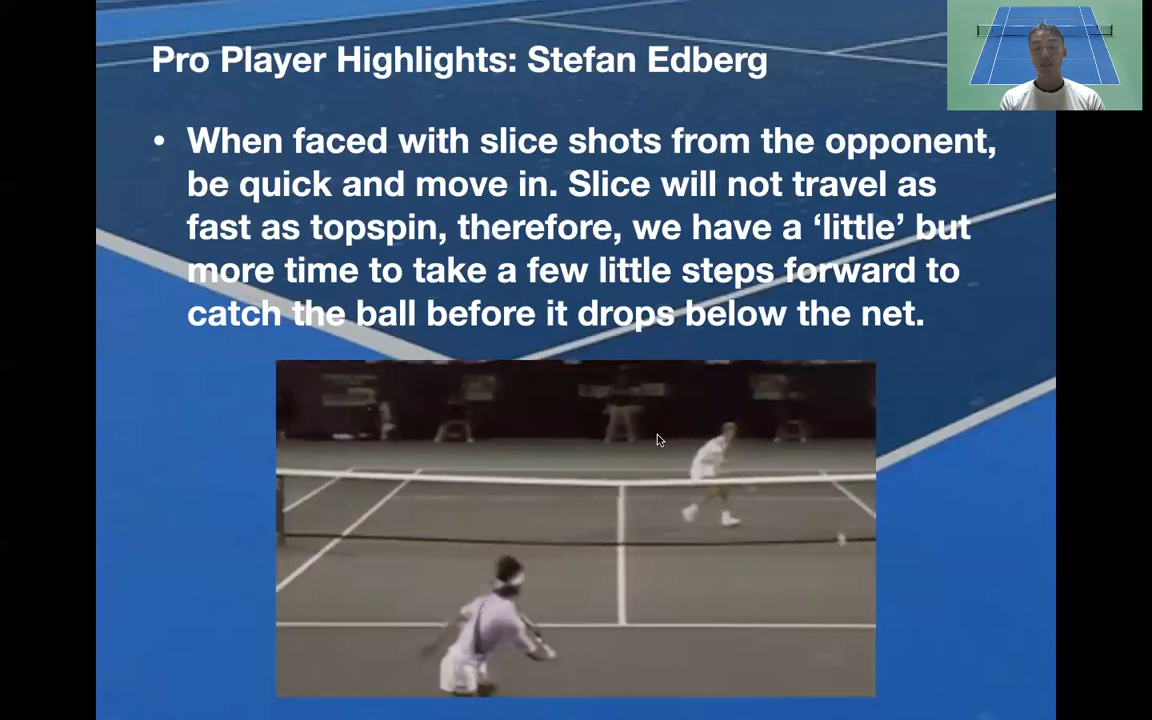 Pro Player Highlights: Stefan Edberg
• When faced with slice shots from the opponent,
be quick and move in. Slice will not travel as
fast as topspin, therefore, we have a ‘little’ but
more time to take a few little steps forward to
catch the ball before it drops below the net.